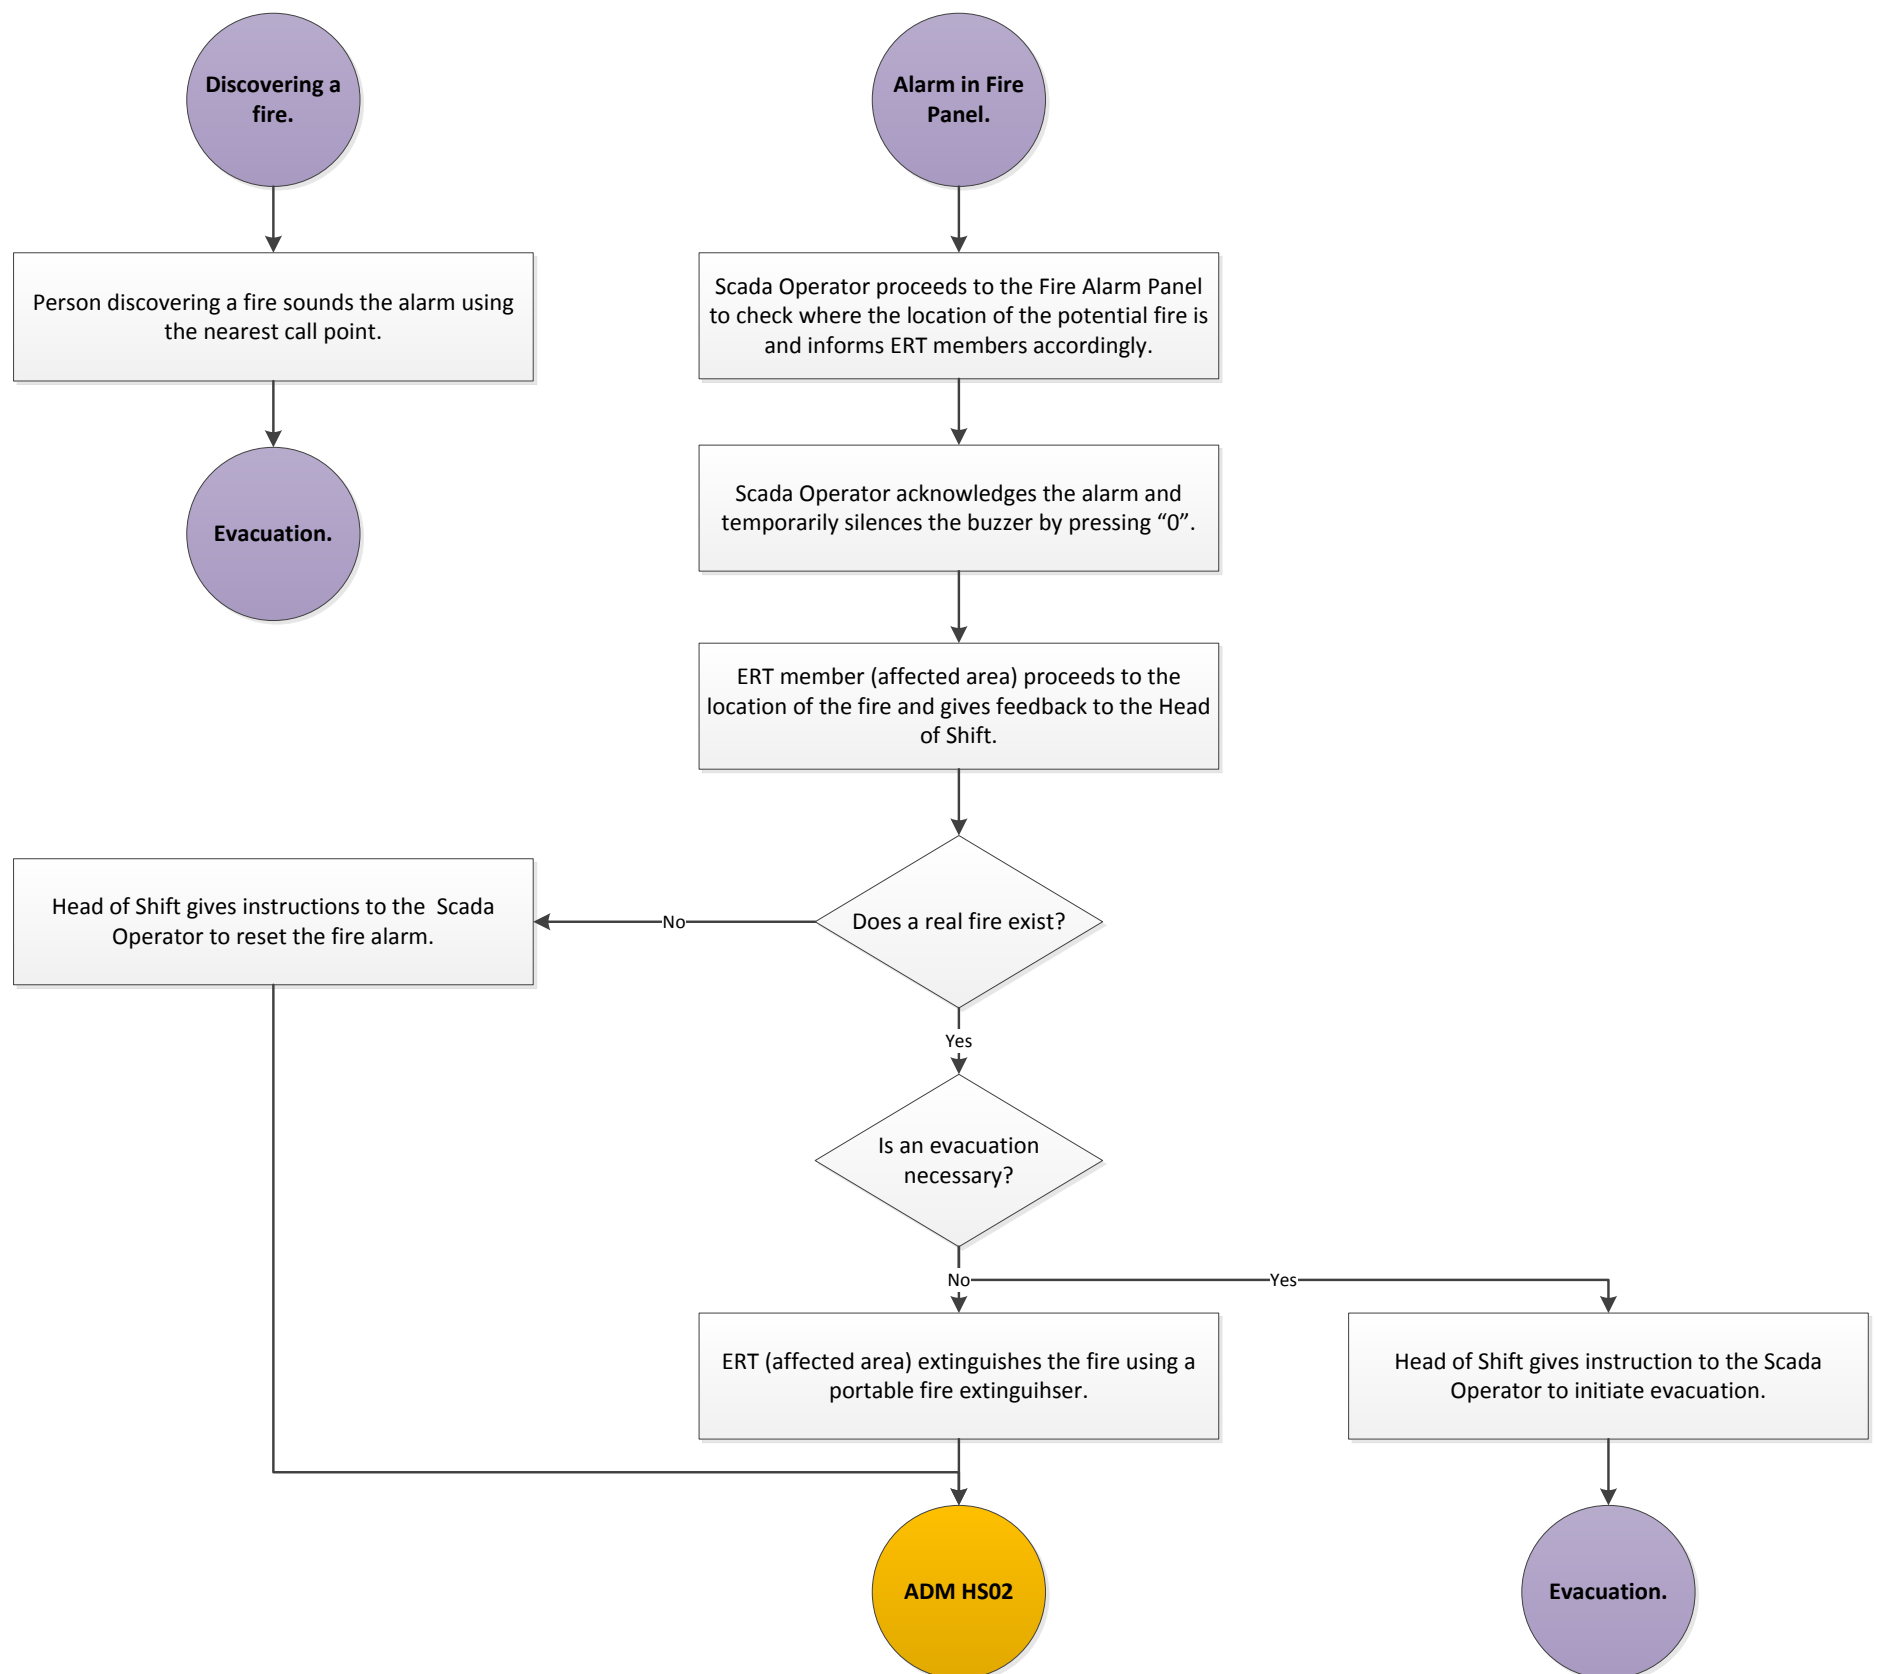 Discovering a
fire.
Alarm in Fire
Panel.
Person discovering a fire sounds the alarm using
the nearest call point.
Scada Operator proceeds to the Fire Alarm Panel
to check where the location of the potential fire is
and informs ERT members accordingly.
Evacuation.
Scada Operator acknowledges the alarm and
temporarily silences the buzzer by pressing “0”.
ERT member (affected area) proceeds to the
location of the fire and gives feedback to the Head
of Shift.
Head of Shift gives instructions to the  Scada
Operator to reset the fire alarm.
No
Does a real fire exist?
Yes
Is an evacuation
necessary?
No
Yes
ERT (affected area) extinguishes the fire using a
portable fire extinguihser.
Head of Shift gives instruction to the Scada
Operator to initiate evacuation.
ADM HS02
Evacuation.